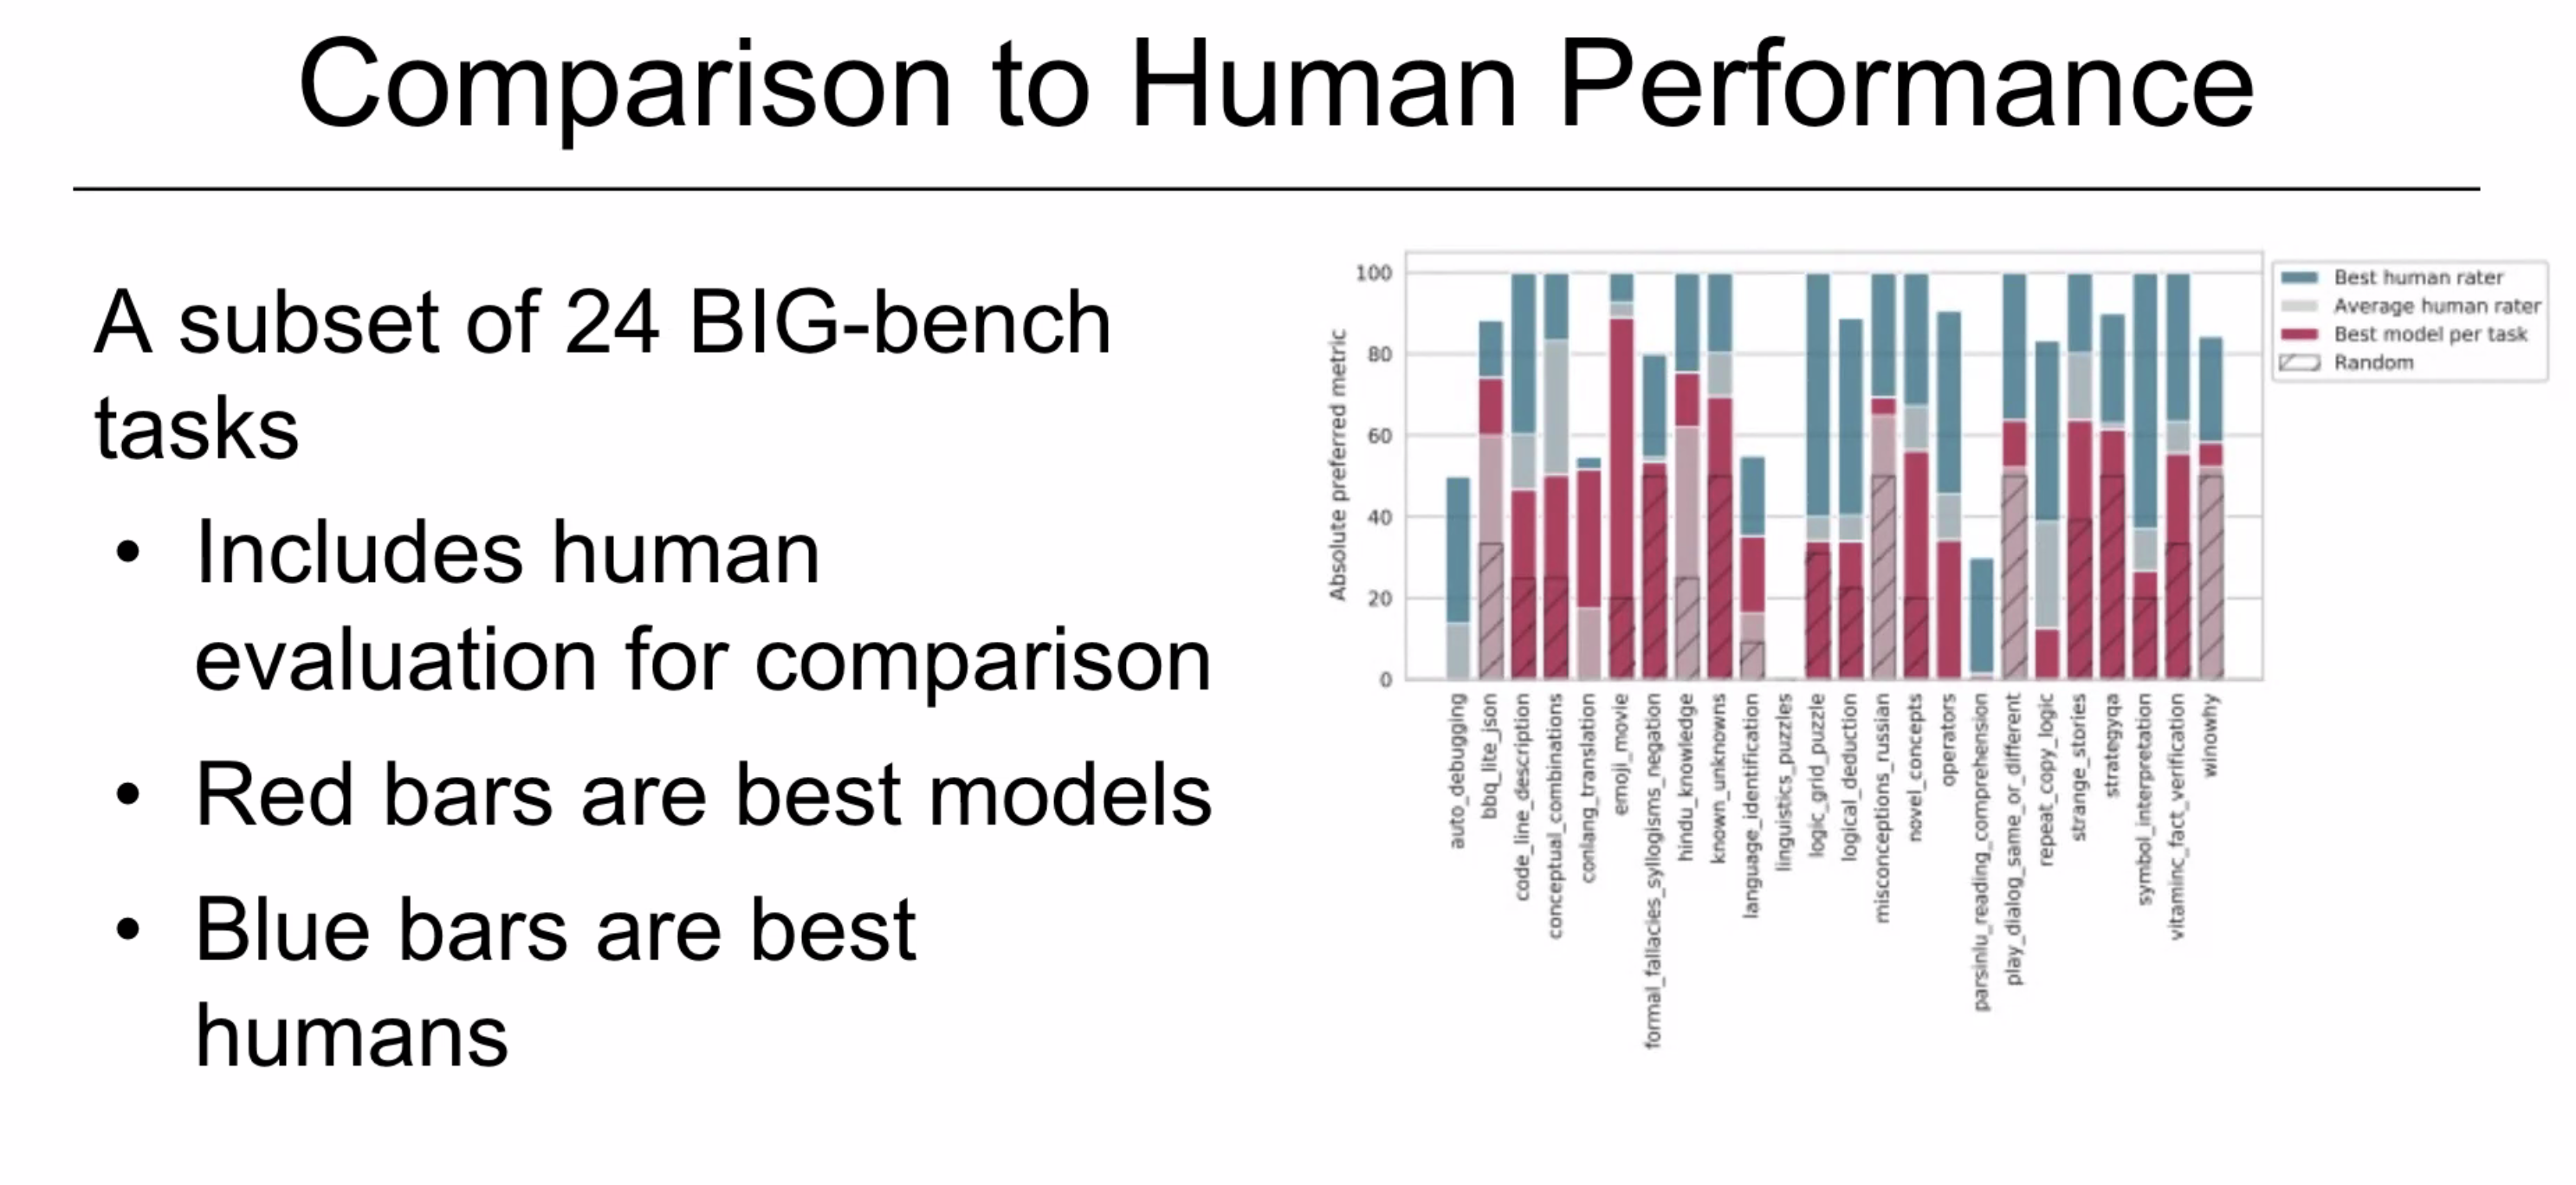 Comparison to Human Performance
A subset of 24 BIG-bench
tasks
• Includes human
evaluation for comparison
• Red bars are best models
• Blue bars are best
humans
Absolute preferred metric
100
80
60
40
20
0
auto_debugging
bbq_lite_json
code_line_description
conceptual_combinations
conlang_translation
emoji_movie
formal_fallacies_syllogisms_negation
hindu_knowledge
known_unknowns
language_identification
linguistics_puzzles
logic_grid_puzzle
logical_deduction
misconceptions_russian
novel_concepts
operators
parsinlu_reading_comprehension
play_dialog_same_or_different
repeat_copy_logic
strange_stories
strategyqa
symbol_interpretation
vitaminc_fact_verification
winowhy
Best human rater
Average human rater
Best model per task
Random